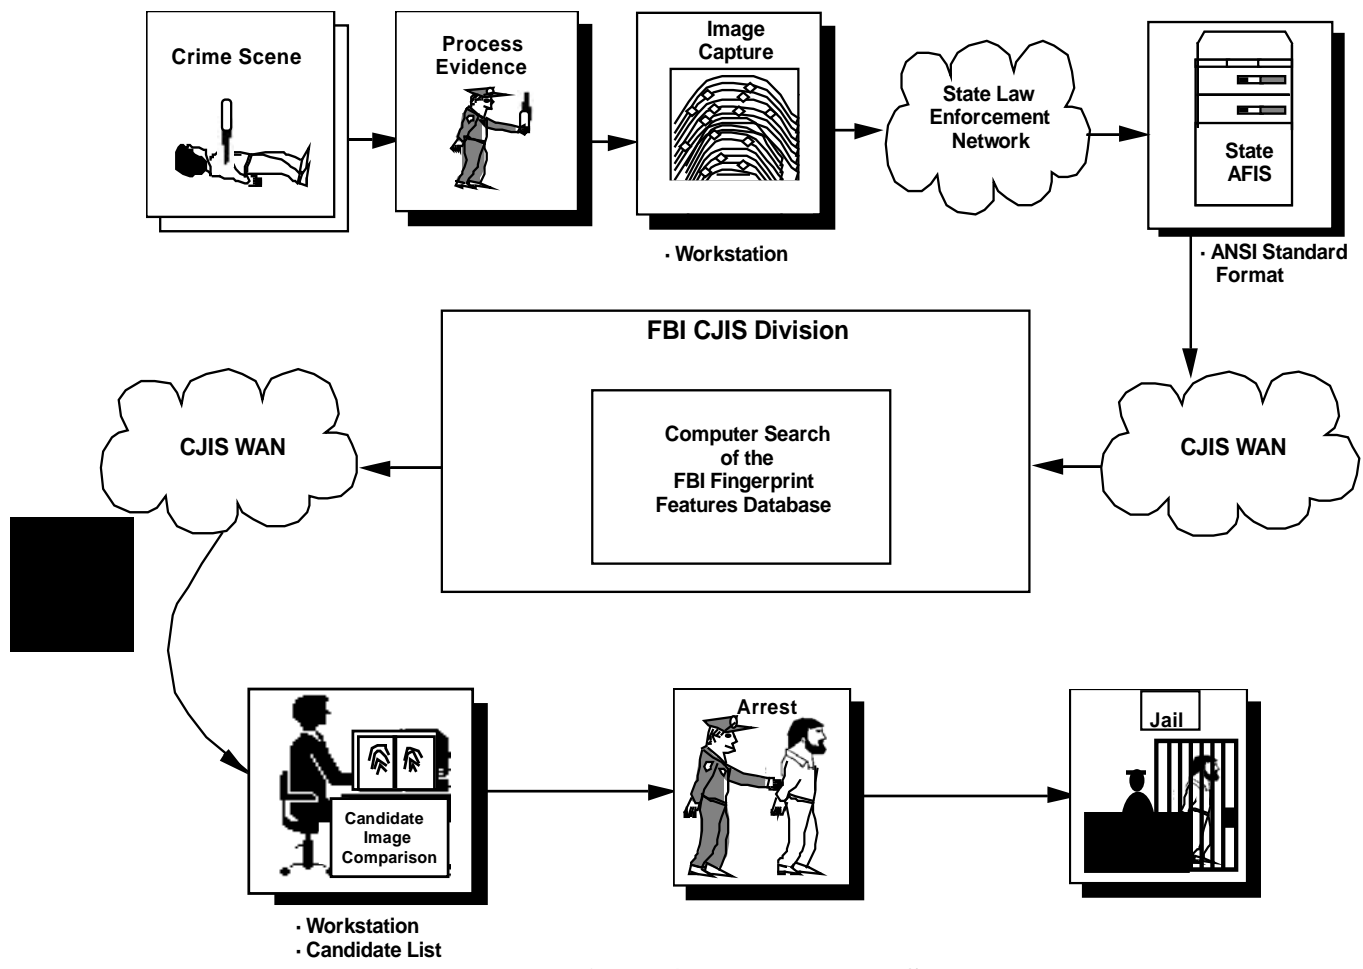 Crime Scene
Process
Evidence
Image
Capture
· Workstation
State Law
Enforcement
Network
State
AFIS
· ANSI Standard
Format
FBI CJIS Division
Computer Search
of the
FBI Fingerprint
Features Database
CJIS WAN
CJIS WAN
Candidate
Image
Comparison
· Workstation
· Candidate List
Arrest
Jail